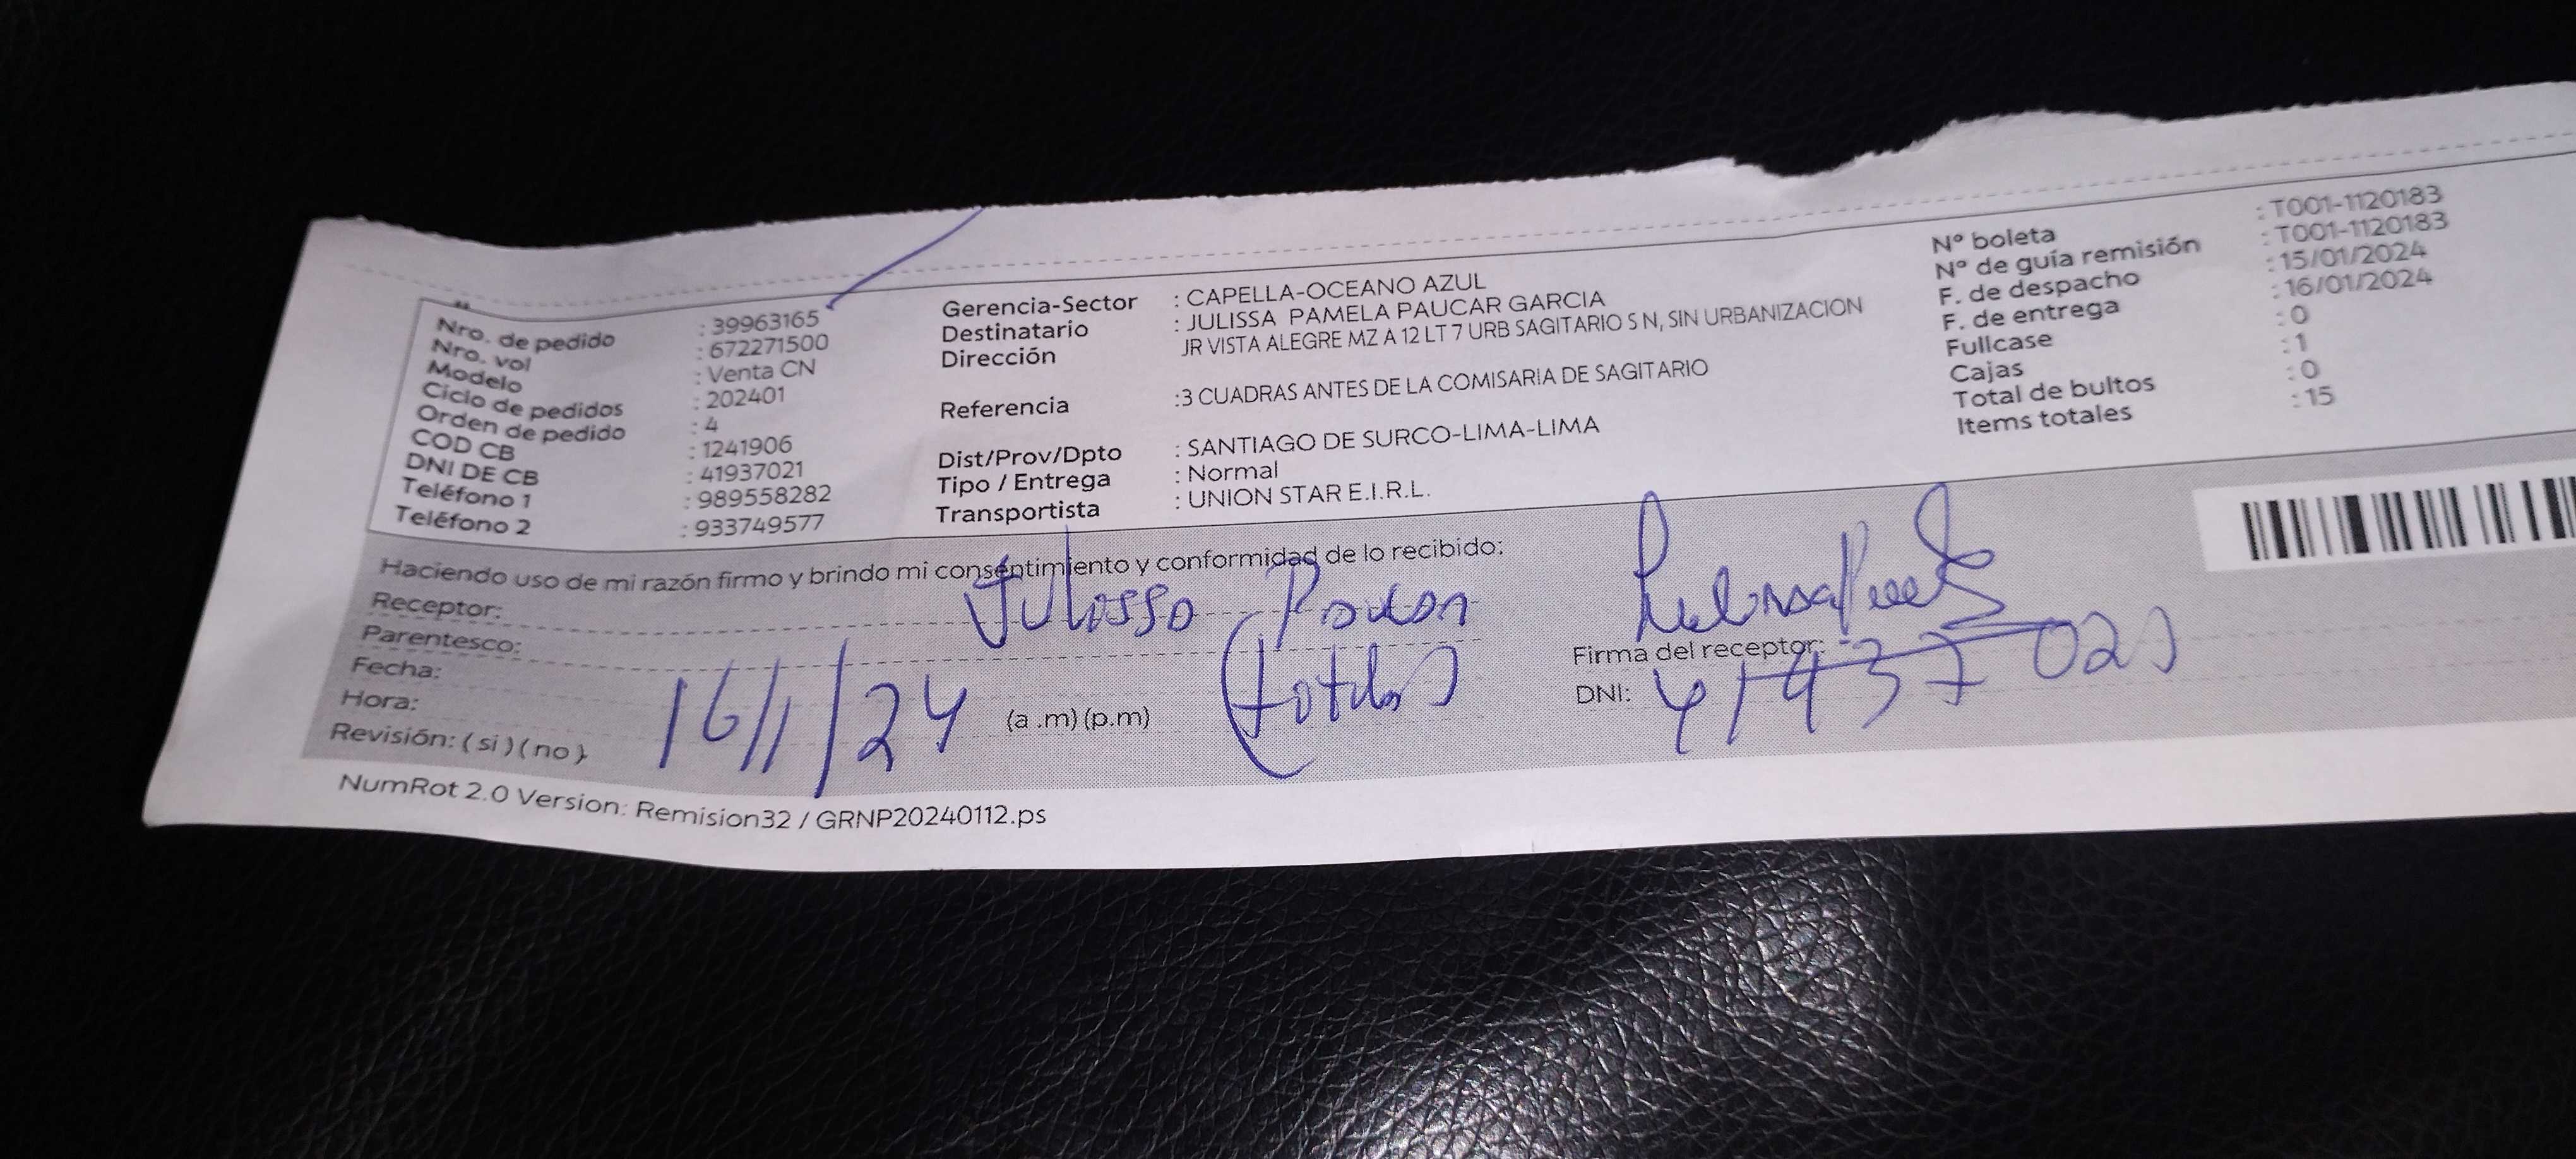 Nro. de pedido : 39963165
Nro. vol : 672271500
Modelo : Venta CN
Ciclo de pedidos : 202401
Orden de pedido : 4
COD CB : 1241906
DNI DE CB : 41937021
Teléfono 1 : 989558282
Teléfono 2 : 933749577
Gerencia-Sector : CAPELLA-OCEANO AZUL
Destinatario : JULISSA PAMELA PAUCAR GARCIA
Dirección JR VISTA ALEGRE MZ A 12 LT 7 URB SAGITARIO S N, SIN URBANIZACION
Referencia :3 CUADRAS ANTES DE LA COMISARIA DE SAGITARIO
Dist/Prov/Dpto : SANTIAGO DE SURCO-LIMA-LIMA
Tipo / Entrega : Normal
Transportista : UNION STAR E.I.R.L.
Nº boleta : T001-1120183
Nº de guía remisión : T001-1120183
F. de despacho : 15/01/2024
F. de entrega : 16/01/2024
Fullcase : 0
Cajas : 1
Total de bultos : 0
Items totales : 15
Haciendo uso de mi razón firmo y brindo mi consentimiento y conformidad de lo recibido:
Receptor: Julissa Paucar
Parentesco: (titular)
Fecha: 16/1/24
Hora: (a .m) (p.m)
Revisión: ( si ) ( no )
Firma del receptor:
DNI: 41937021
NumRot 2.0 Version: Remision32 / GRNP20240112.ps